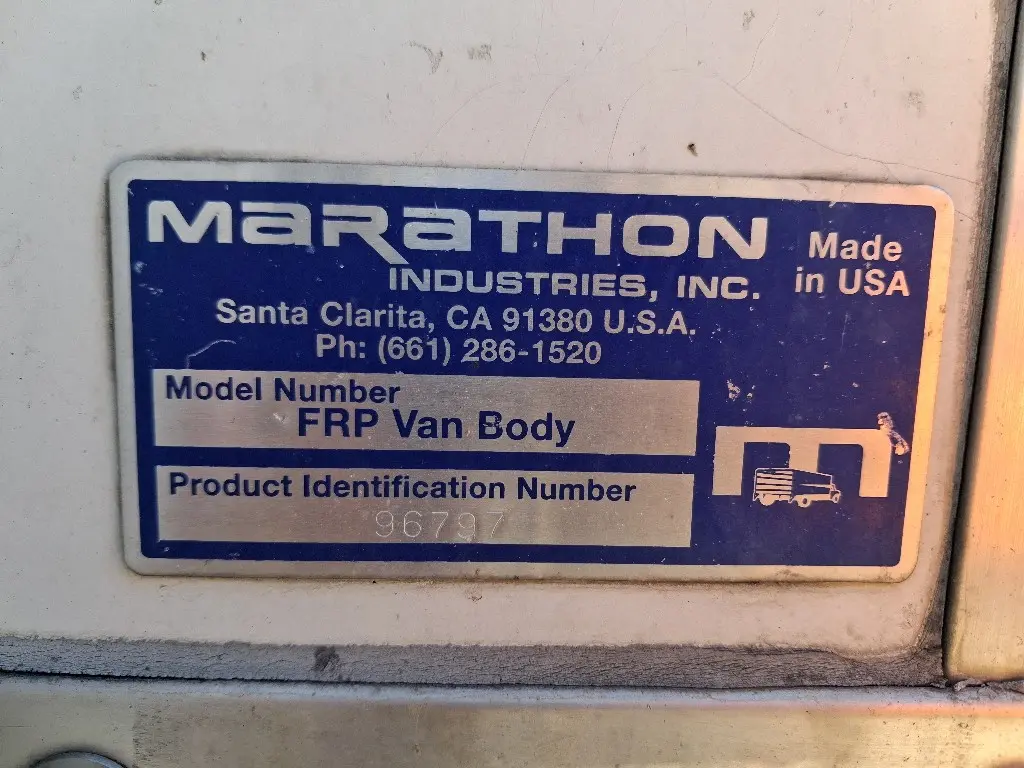 MaRaTHON
INDUSTRIES, INC.
Made
in USA
Santa Clarita, CA 91380 U.S.A.
Ph: (661) 286-1520
Model Number
FRP Van Body
Product Identification Number
96797
m